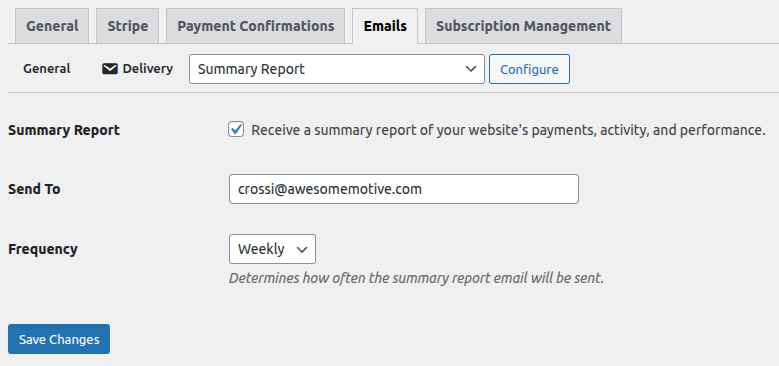 General Stripe Payment Confirmations Emails Subscription Management
General Delivery Summary Report Configure
Summary Report Receive a summary report of your website's payments, activity, and performance.
Send To crossi@awesomemotive.com
Frequency Weekly
Determines how often the summary report email will be sent.
Save Changes